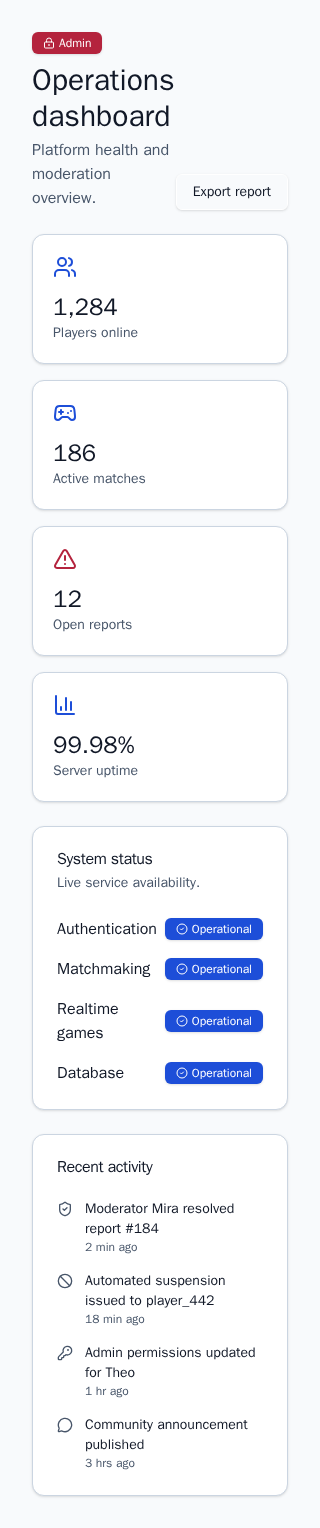 Admin
Operations
dashboard
Platform health and
moderation
overview.
Export report
1,284
Players online
186
Active matches
12
Open reports
99.98%
Server uptime
System status
Live service availability.
Authentication Operational
Matchmaking Operational
Realtime
games
Operational
Database Operational
Recent activity
Moderator Mira resolved
report #184
2 min ago
Automated suspension
issued to player_442
18 min ago
Admin permissions updated
for Theo
1 hr ago
Community announcement
published
3 hrs ago